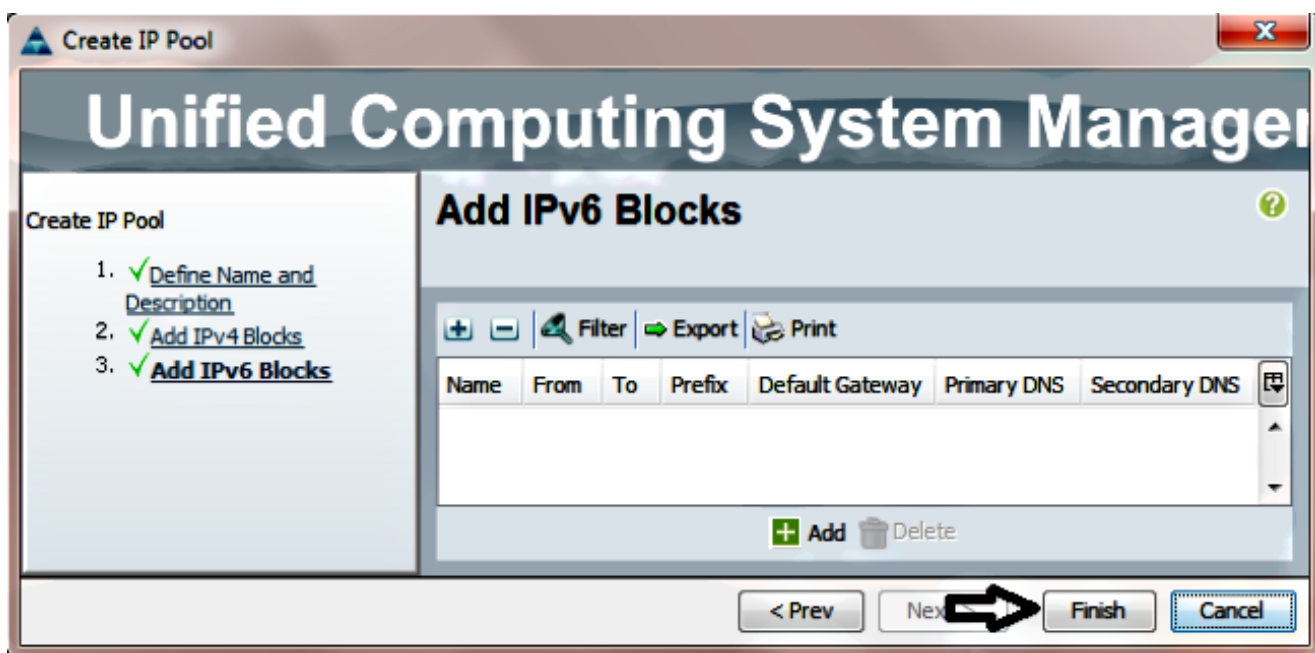 Create IP Pool
Unified Computing System Manager
Create IP Pool
1. Define Name and
Description
2. Add IPv4 Blocks
3. Add IPv6 Blocks
Add IPv6 Blocks
Filter Export Print
Name From To Prefix Default Gateway Primary DNS Secondary DNS
Add Delete
< Prev Finish Cancel